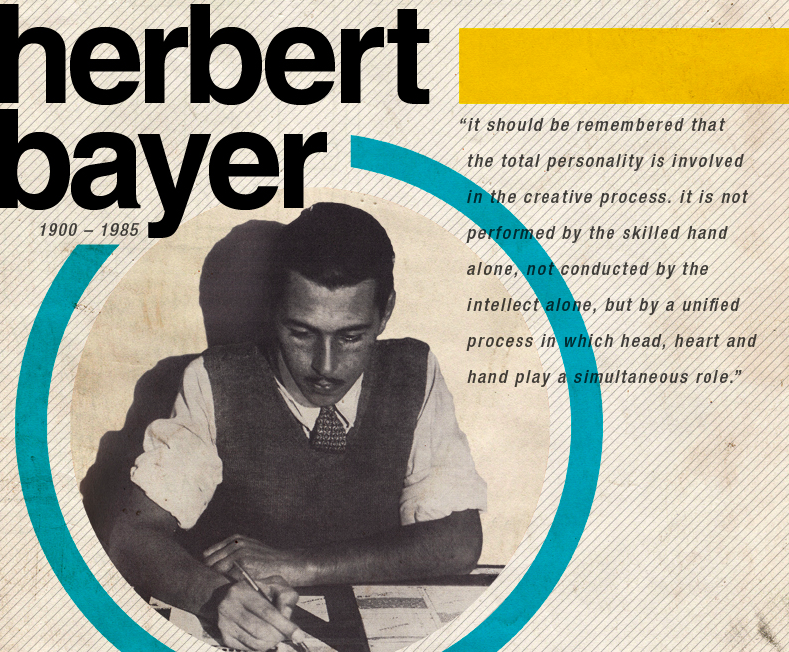 herbert
bayer
1900 – 1985
“it should be remembered that
the total personality is involved
in the creative process. it is not
performed by the skilled hand
alone, not conducted by the
intellect alone, but by a unified
process in which head, heart and
hand play a simultaneous role.”